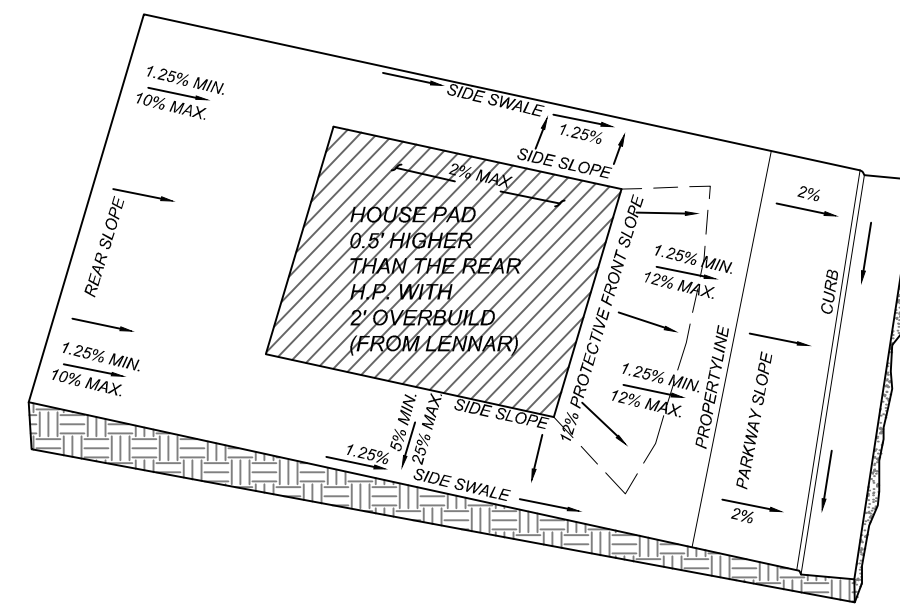 1.25% MIN.
10% MAX.
SIDE SWALE
1.25%
SIDE SLOPE
2% MAX
2%
REAR SLOPE
HOUSE PAD
0.5' HIGHER
THAN THE REAR
H.P. WITH
2' OVERBUILD
(FROM LENNAR)
12% PROTECTIVE FRONT SLOPE
1.25% MIN.
12% MAX.
CURB
1.25% MIN.
10% MAX.
1.25% MIN.
12% MAX.
PROPERTYLINE
PARKWAY SLOPE
SIDE SLOPE
5% MIN.
25% MAX.
1.25%
SIDE SWALE
2%